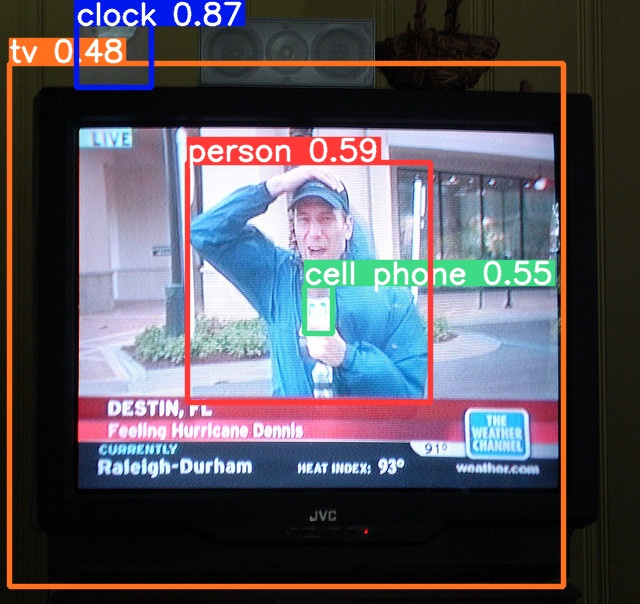 clock 0.87
tv 0.48
LIVE
person 0.59
cell phone 0.55
DESTIN, FL
Feeling Hurricane Dennis
THE
WEATHER
CHANNEL
CURRENTLY
91°
Raleigh-Durham HEAT INDEX: 93° weather.com
JVC